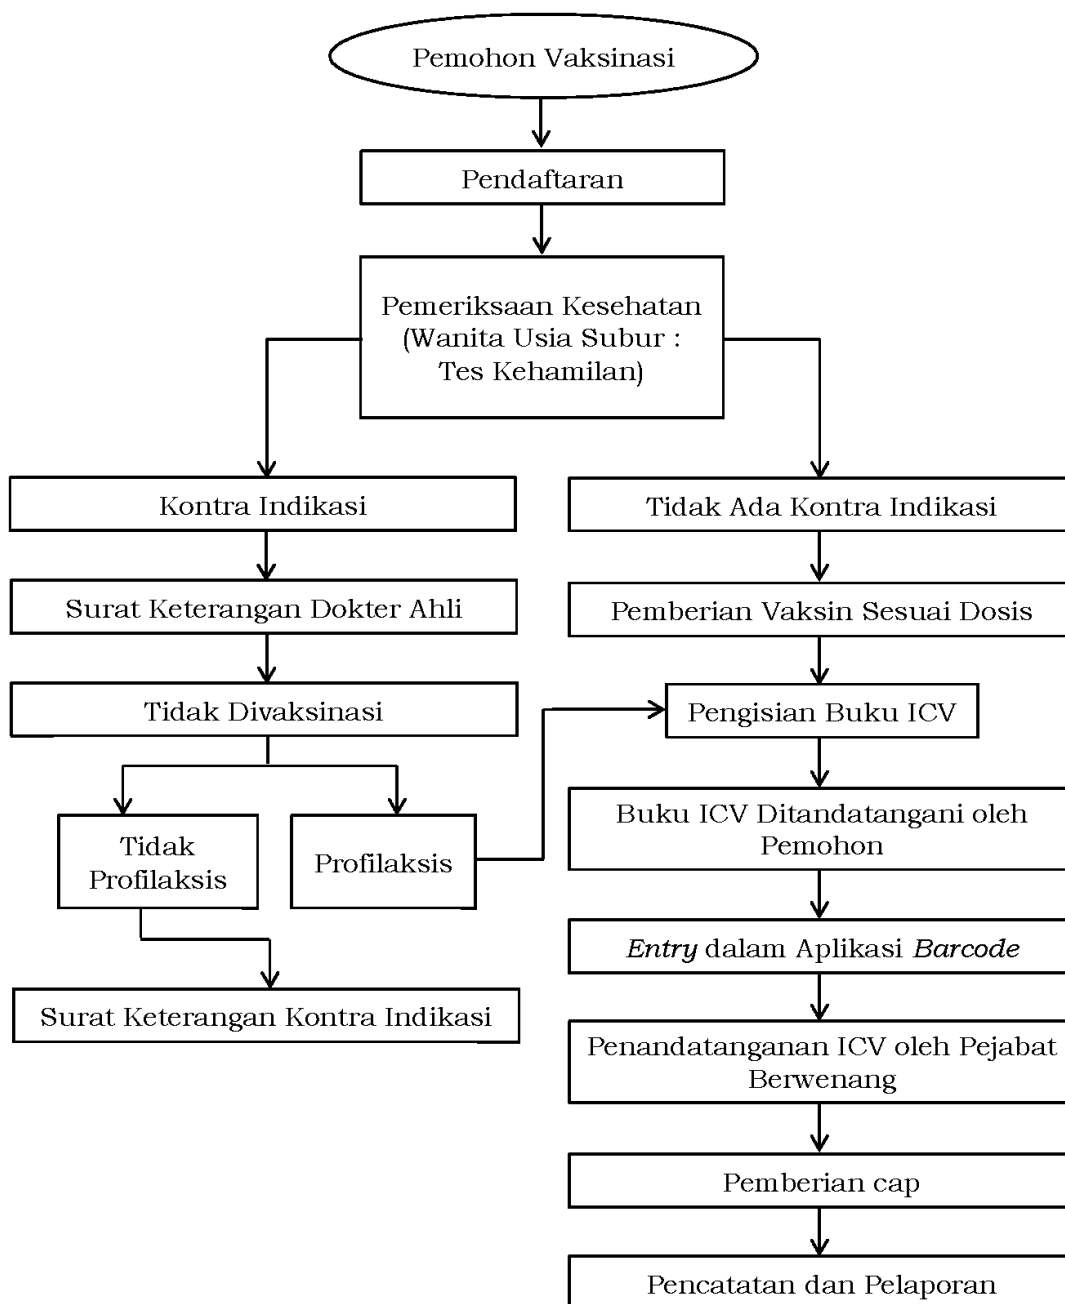 Pemohon Vaksinasi
Pendaftaran
Pemeriksaan Kesehatan
(Wanita Usia Subur :
Tes Kehamilan)
Kontra Indikasi
Tidak Ada Kontra Indikasi
Surat Keterangan Dokter Ahli
Pemberian Vaksin Sesuai Dosis
Tidak Divaksinasi
Pengisian Buku ICV
Tidak
Profilaksis
Profilaksis
Buku ICV Ditandatangani oleh
Pemohon
Entry dalam Aplikasi Barcode
Surat Keterangan Kontra Indikasi
Penandatanganan ICV oleh Pejabat
Berwenang
Pemberian cap
Pencatatan dan Pelaporan